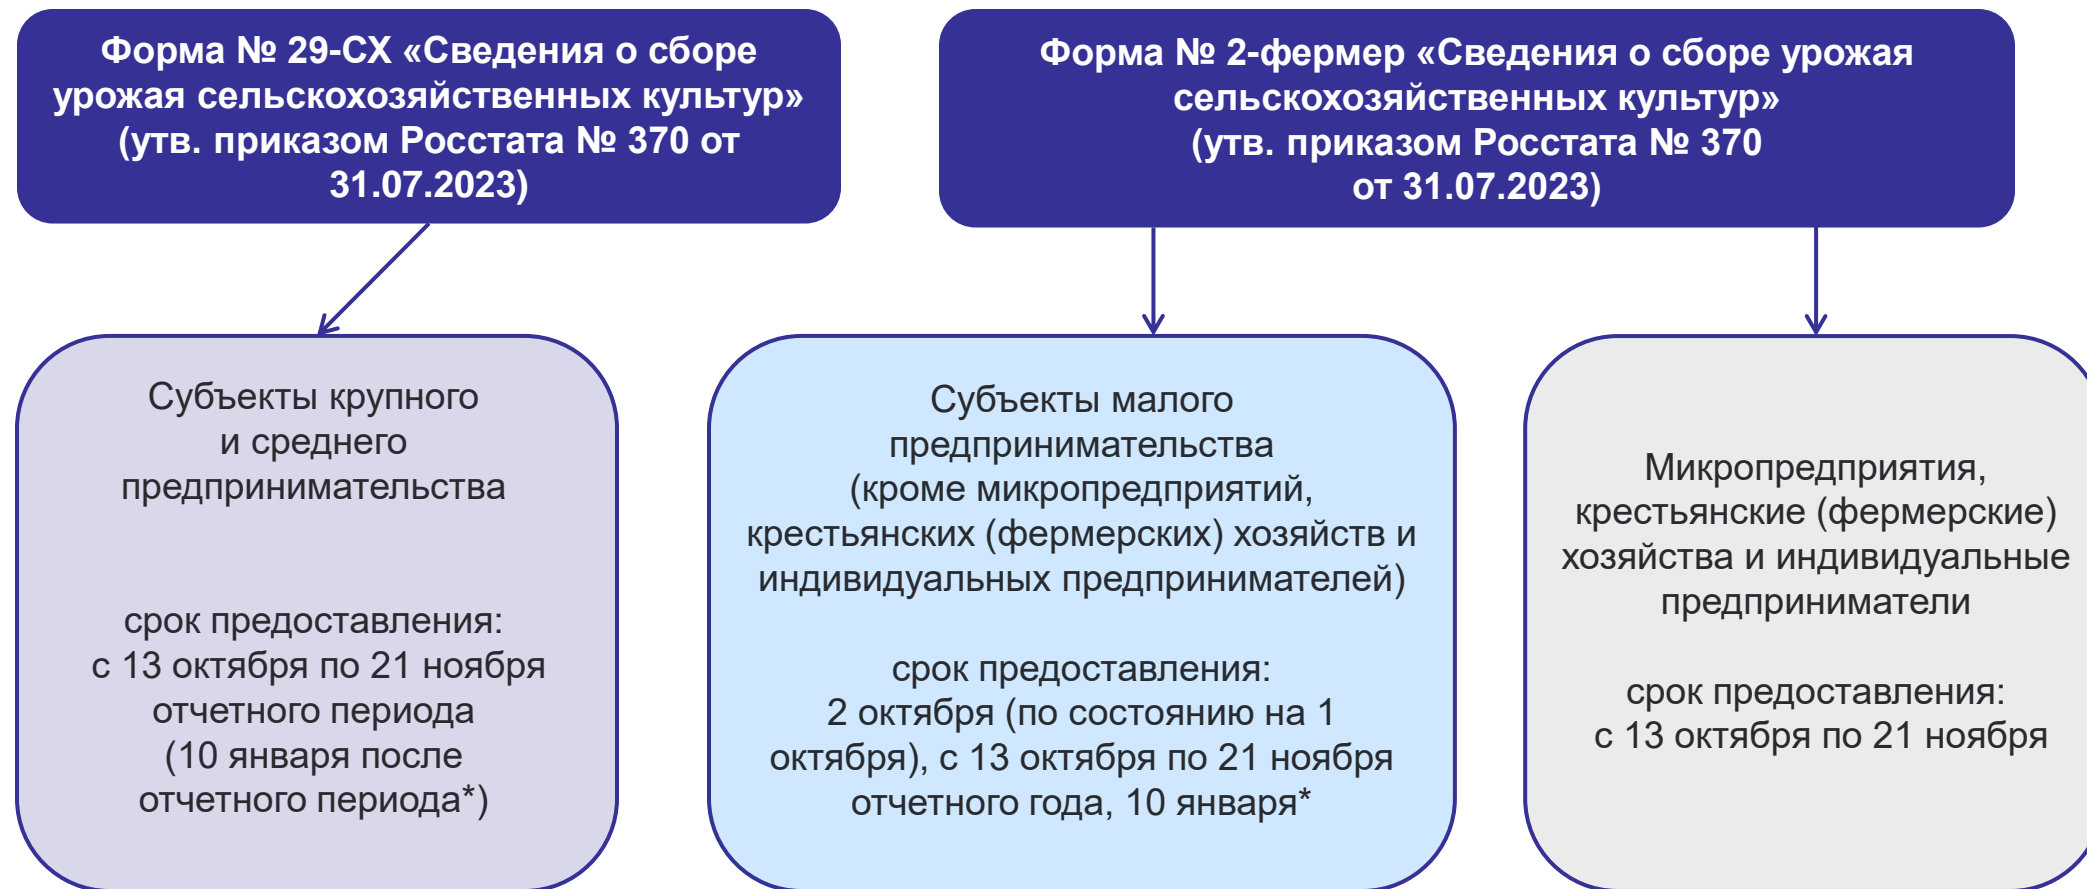 Форма № 29-СХ «Сведения о сборе
урожая сельскохозяйственных культур»
(утв. приказом Росстата № 370 от
31.07.2023)
Форма № 2-фермер «Сведения о сборе урожая
сельскохозяйственных культур»
(утв. приказом Росстата № 370
от 31.07.2023)
Субъекты крупного
и среднего
предпринимательства
срок предоставления:
с 13 октября по 21 ноября
отчетного периода
(10 января после
отчетного периода*)
Субъекты малого
предпринимательства
(кроме микропредприятий,
крестьянских (фермерских) хозяйств и
индивидуальных предпринимателей)
срок предоставления:
2 октября (по состоянию на 1
октября), с 13 октября по 21 ноября
отчетного года, 10 января*
Микропредприятия,
крестьянские (фермерские)
хозяйства и индивидуальные
предприниматели
срок предоставления:
с 13 октября по 21 ноября